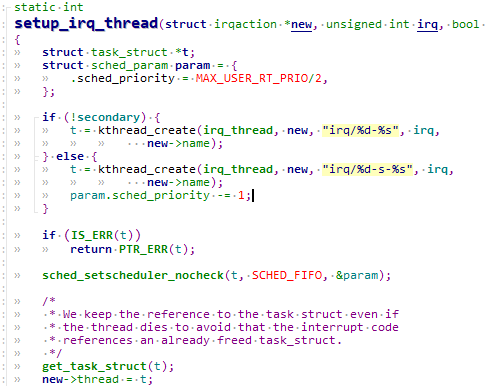 static int
setup_irq_thread(struct irqaction *new, unsigned int irq, bool
{
struct task_struct *t;
struct sched_param param = {
.sched_priority = MAX_USER_RT_PRIO/2,
};
if (!secondary) {
t = kthread_create(irq_thread, new, "irq/%d-%s", irq,
new->name);
} else {
t = kthread_create(irq_thread, new, "irq/%d-s-%s", irq,
new->name);
param.sched_priority -= 1;
}
if (IS_ERR(t))
return PTR_ERR(t);
sched_setscheduler_nocheck(t, SCHED_FIFO, &param);
/*
* We keep the reference to the task struct even if
* the thread dies to avoid that the interrupt code
* references an already freed task_struct.
*/
get_task_struct(t);
new->thread = t;